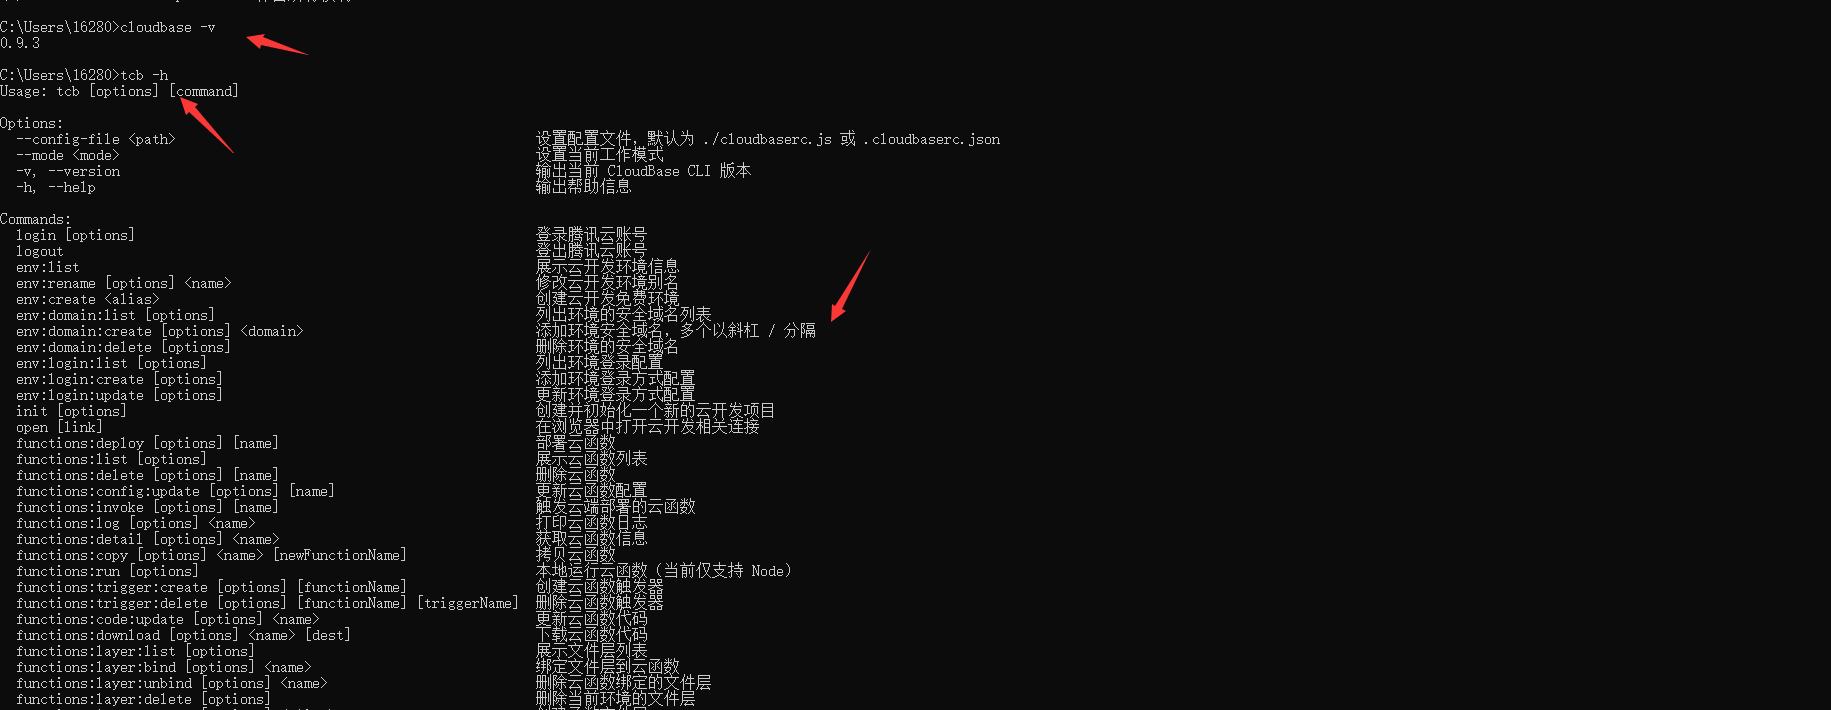 C:\Users\16280>cloudbase -v
0.9.3
C:\Users\16280>tcb -h
Usage: tcb [options] [command]
Options:
--config-file <path> 设置配置文件, 默认为 ./cloudbaserc.js 或 .cloudbaserc.json
--mode <mode> 设置当前工作模式
-v, --version 输出当前 CloudBase CLI 版本
-h, --help 输出帮助信息
Commands:
login [options] 登录腾讯云账号
logout 登出腾讯云账号
env:list 展示云开发环境信息
env:rename [options] <name> 修改云开发环境别名
env:create <alias> 创建云开发免费环境
env:domain:list [options] 列出环境的安全域名列表
env:domain:create [options] <domain> 添加环境安全域名, 多个以斜杠 / 分隔
env:domain:delete [options] 删除环境的安全域名
env:login:list [options] 列出环境登录配置
env:login:create [options] 添加环境登录方式配置
env:login:update [options] 更新环境登录方式配置
init [options] 创建并初始化一个新的云开发项目
open [link] 在浏览器中打开云开发相关连接
functions:deploy [options] [name] 部署云函数
functions:list [options] 展示云函数列表
functions:delete [options] [name] 删除云函数
functions:config:update [options] [name] 更新云函数配置
functions:invoke [options] [name] 触发云端部署的云函数
functions:log [options] <name> 打印云函数日志
functions:detail [options] <name> 获取云函数信息
functions:copy [options] <name> [newFunctionName] 拷贝云函数
functions:run [options] 本地运行云函数（当前仅支持 Node）
functions:trigger:create [options] [functionName] 创建云函数触发器
functions:trigger:delete [options] [functionName] [triggerName] 删除云函数触发器
functions:code:update [options] <name> 更新云函数代码
functions:download [options] <name> [dest] 下载云函数代码
functions:layer:list [options] 展示文件层列表
functions:layer:bind [options] <name> 绑定文件层到云函数
functions:layer:unbind [options] <name> 删除云函数绑定的文件层
functions:layer:delete [options] 删除当前环境的文件层